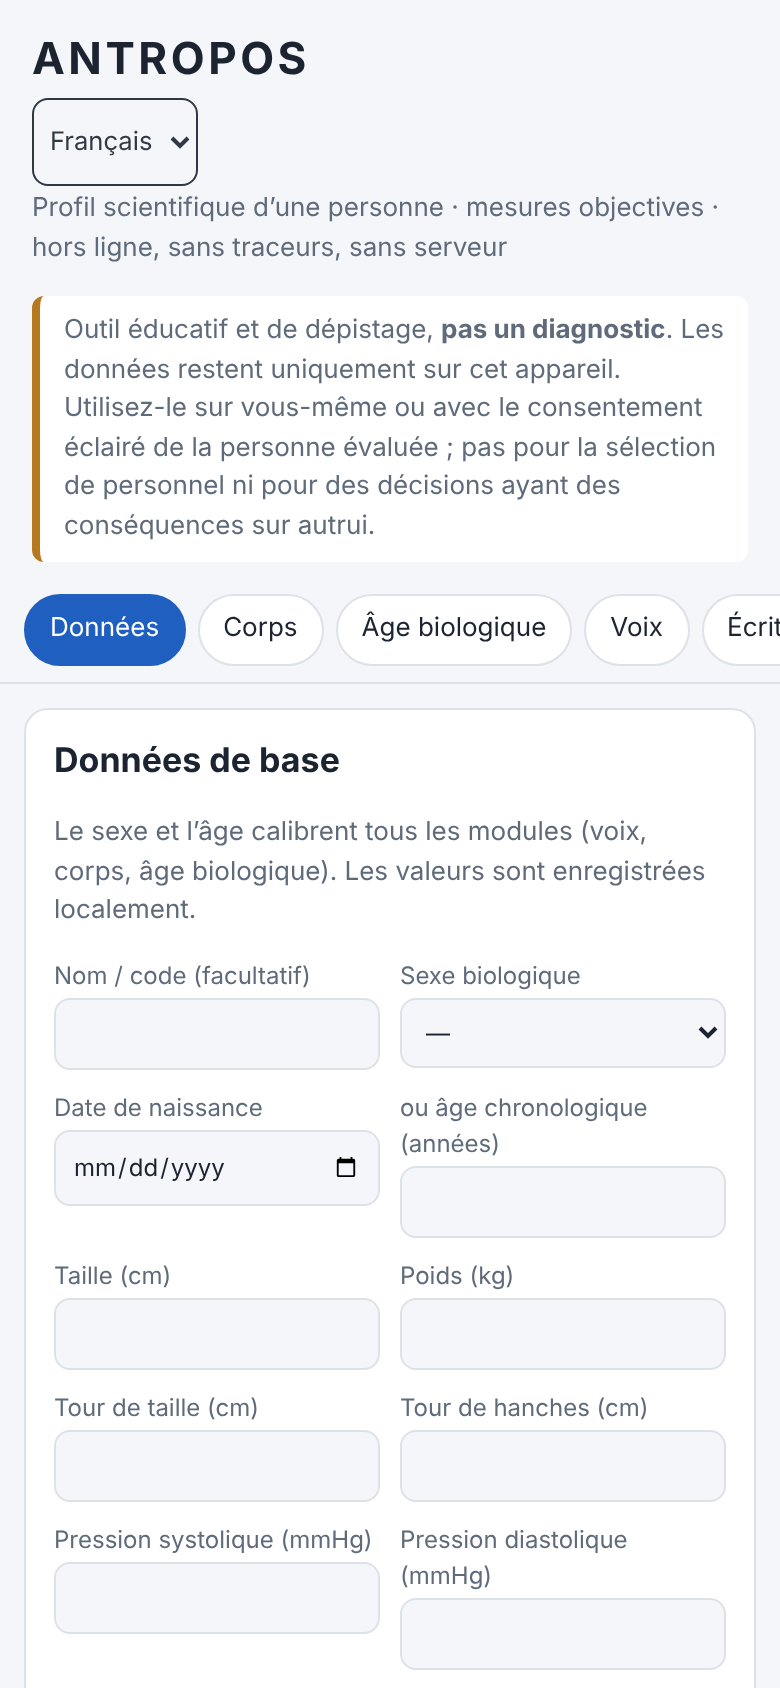 ANTROPOS
Français
Profil scientifique d’une personne · mesures objectives ·
hors ligne, sans traceurs, sans serveur
Outil éducatif et de dépistage, pas un diagnostic. Les
données restent uniquement sur cet appareil.
Utilisez-le sur vous-même ou avec le consentement
éclairé de la personne évaluée ; pas pour la sélection
de personnel ni pour des décisions ayant des
conséquences sur autrui.
Données Corps Âge biologique Voix Écrit
Données de base
Le sexe et l’âge calibrent tous les modules (voix,
corps, âge biologique). Les valeurs sont enregistrées
localement.
Nom / code (facultatif) Sexe biologique
—
Date de naissance ou âge chronologique
(années)
mm/dd/yyyy
Taille (cm) Poids (kg)
Tour de taille (cm) Tour de hanches (cm)
Pression systolique (mmHg) Pression diastolique
(mmHg)